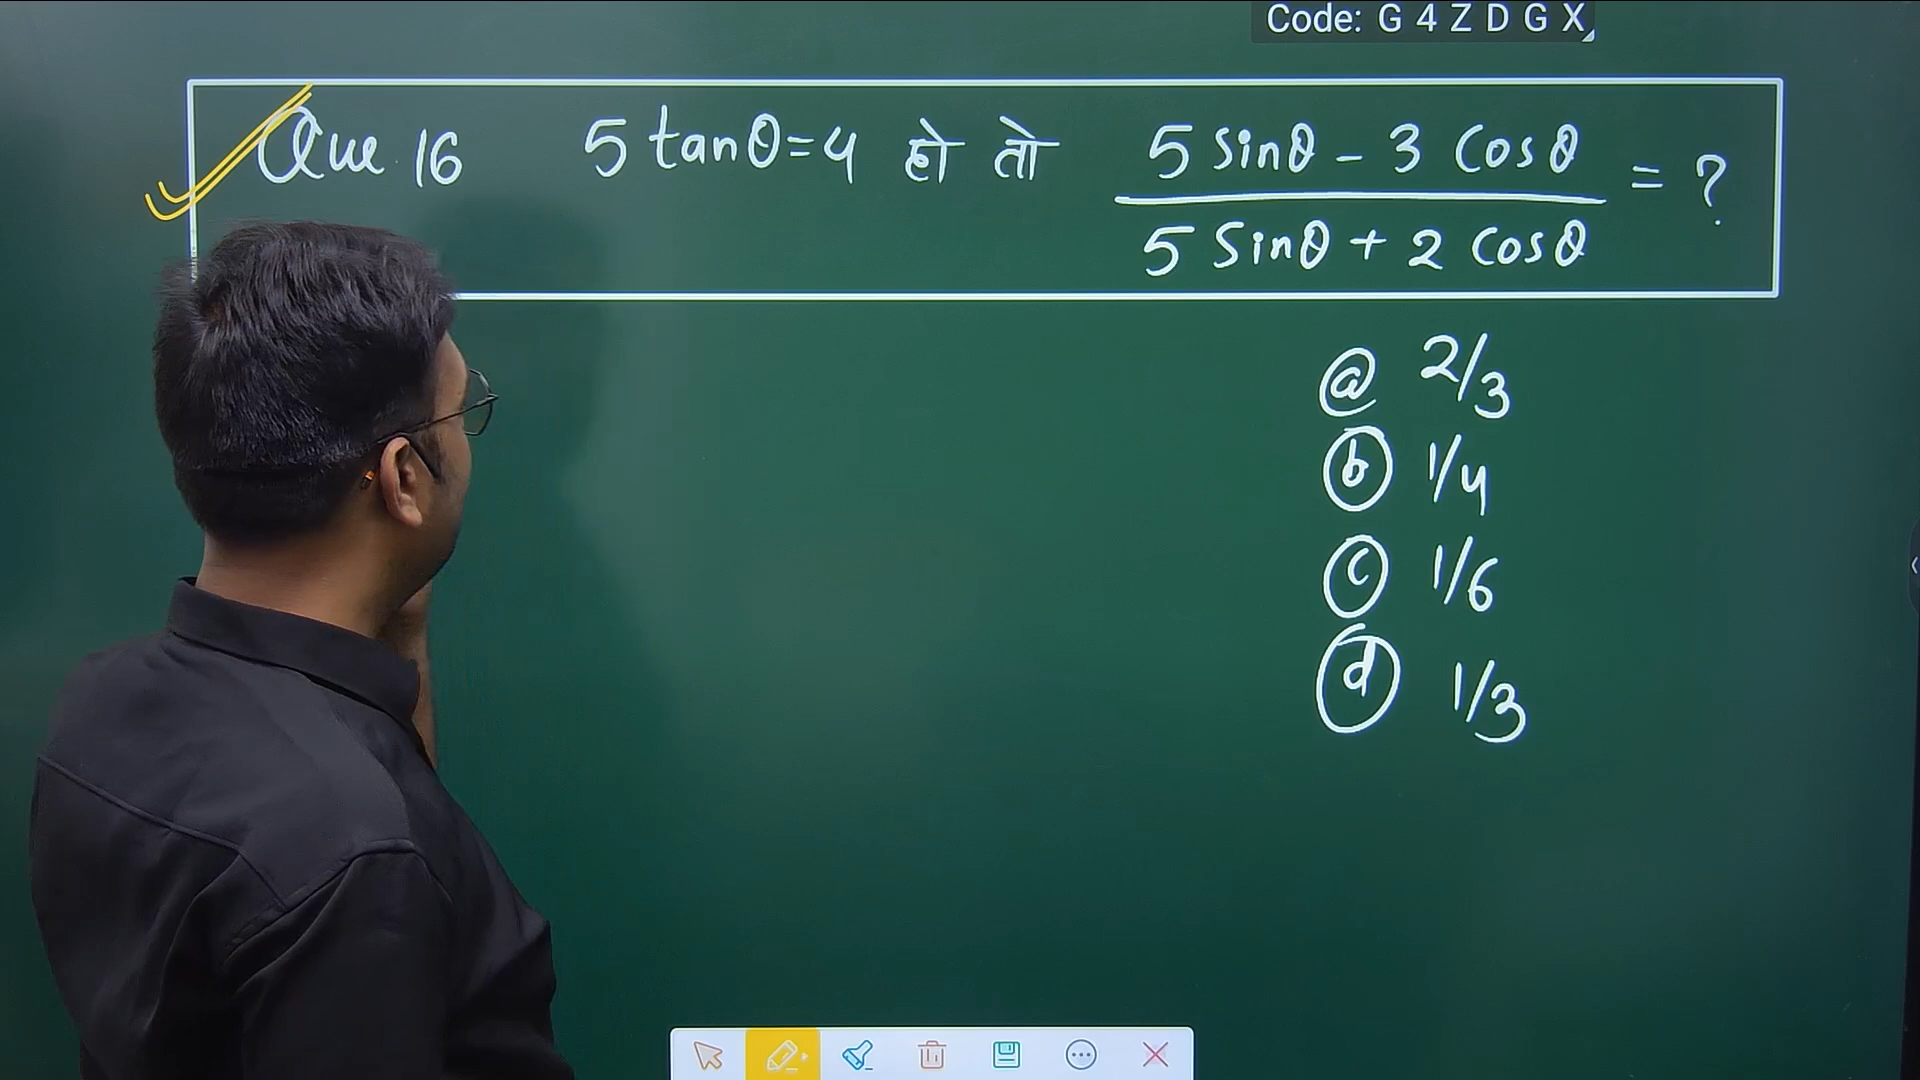 Code: G 4 Z D G X
Que 16 5 tanθ = 4 हो तो (5 sinθ - 3 cosθ) / (5 sinθ + 2 cosθ) = ?
ⓐ 2/3
ⓑ 1/4
ⓒ 1/6
ⓓ 1/3